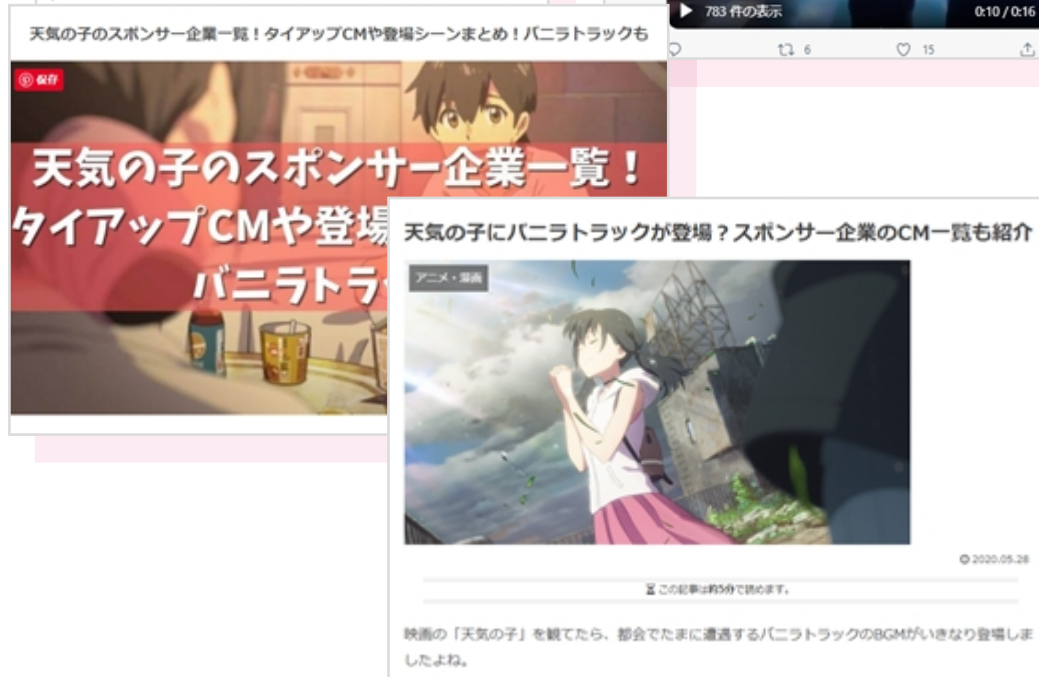 天気の子のスポンサー企業一覧！タイアップCMや登場シーンまとめ！バニラトラックも
783 件の表示
0:10 / 0:16
6
15
保存
天気の子のスポンサー企業一覧！
タイアップCMや登場
バニラトラッ
天気の子にバニラトラックが登場？スポンサー企業のCM一覧も紹介
アニメ・漫画
2020.05.28
この記事は約5分で読めます。
映画の「天気の子」を観てたら、都会でたまに遭遇するバニラトラックのBGMがいきなり登場しま
したよね。